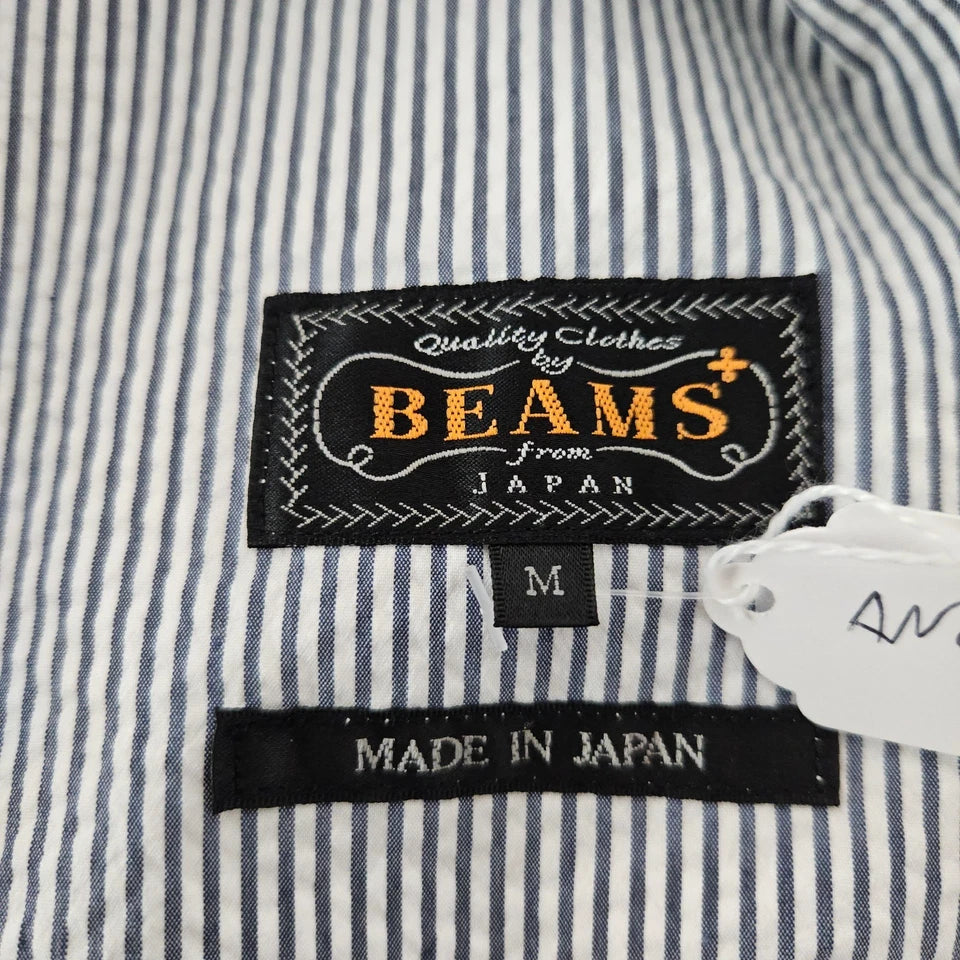 Quality Clothes
by
BEAMS+
from
JAPAN
M
MADE IN JAPAN